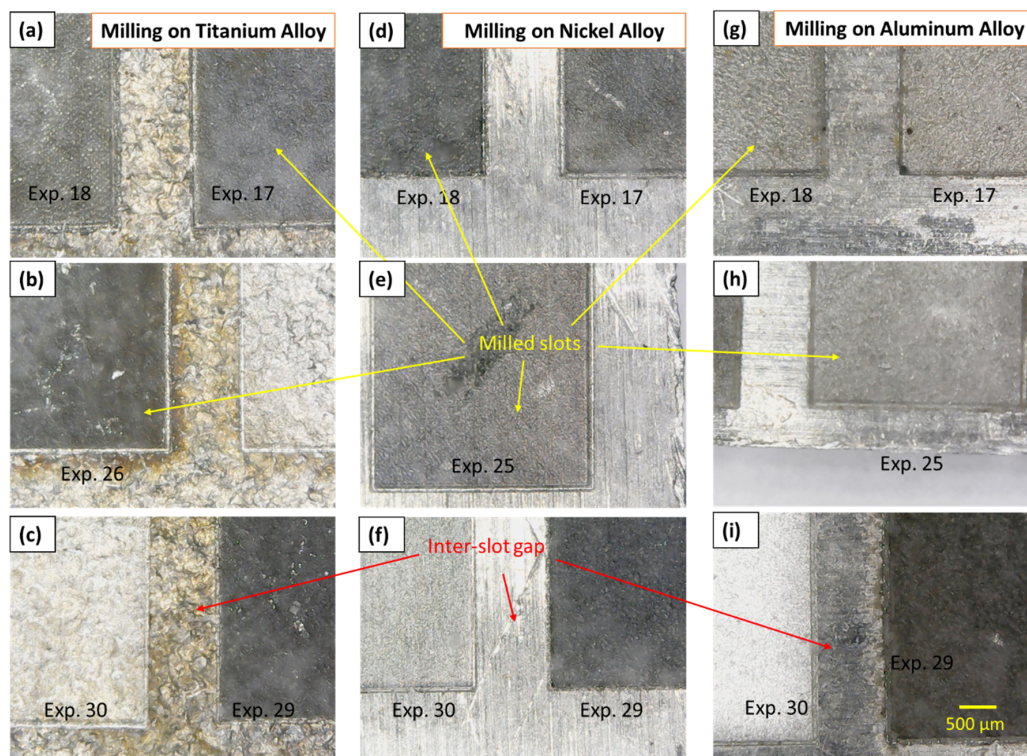 (a)
Milling on Titanium Alloy
(d)
Milling on Nickel Alloy
(g)
Milling on Aluminum Alloy
Exp. 18
Exp. 17
Exp. 18
Exp. 17
Exp. 18
Exp. 17
(b)
(e)
(h)
Milled slots
Exp. 26
Exp. 25
Exp. 25
(c)
(f)
(i)
Inter-slot gap
Exp. 29
Exp. 30
Exp. 29
Exp. 30
Exp. 29
Exp. 30
500 µm